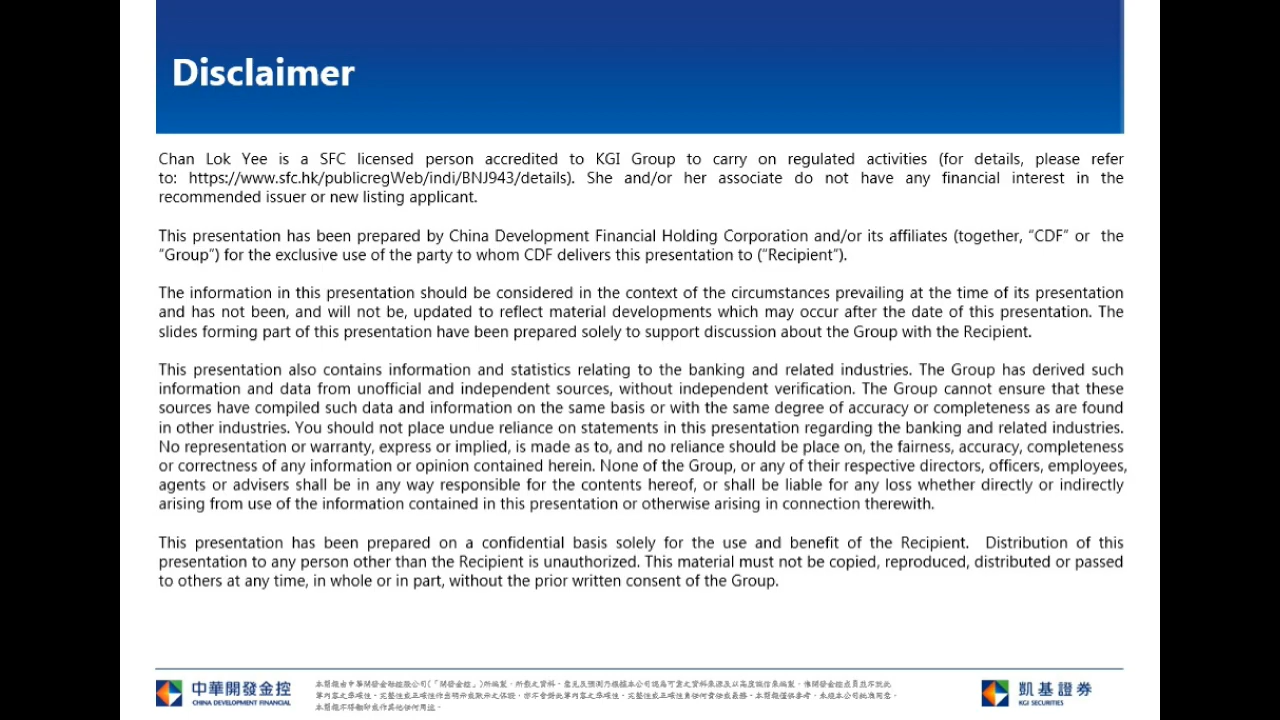 Disclaimer
Chan Lok Yee is a SFC licensed person accredited to KGI Group to carry on regulated activities (for details, please refer
to: https://www.sfc.hk/publicregWeb/indi/BNJ943/details). She and/or her associate do not have any financial interest in the
recommended issuer or new listing applicant.
This presentation has been prepared by China Development Financial Holding Corporation and/or its affiliates (together, “CDF” or the
“Group”) for the exclusive use of the party to whom CDF delivers this presentation to (“Recipient”).
The information in this presentation should be considered in the context of the circumstances prevailing at the time of its presentation
and has not been, and will not be, updated to reflect material developments which may occur after the date of this presentation. The
slides forming part of this presentation have been prepared solely to support discussion about the Group with the Recipient.
This presentation also contains information and statistics relating to the banking and related industries. The Group has derived such
information and data from unofficial and independent sources, without independent verification. The Group cannot ensure that these
sources have compiled such data and information on the same basis or with the same degree of accuracy or completeness as are found
in other industries. You should not place undue reliance on statements in this presentation regarding the banking and related industries.
No representation or warranty, express or implied, is made as to, and no reliance should be place on, the fairness, accuracy, completeness
or correctness of any information or opinion contained herein. None of the Group, or any of their respective directors, officers, employees,
agents or advisers shall be in any way responsible for the contents hereof, or shall be liable for any loss whether directly or indirectly
arising from use of the information contained in this presentation or otherwise arising in connection therewith.
This presentation has been prepared on a confidential basis solely for the use and benefit of the Recipient. Distribution of this
presentation to any person other than the Recipient is unauthorized. This material must not be copied, reproduced, distributed or passed
to others at any time, in whole or in part, without the prior written consent of the Group.
中華開發金控
CHINA DEVELOPMENT FINANCIAL
凱基證券
KGI SECURITIES